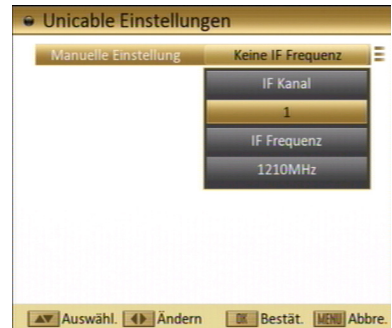 Unicable Einstellungen
Manuelle Einstellung Keine IF Frequenz
IF Kanal
1
IF Frequenz
1210MHz
Auswähl. Ändern OK Bestät. MENU Abbre.